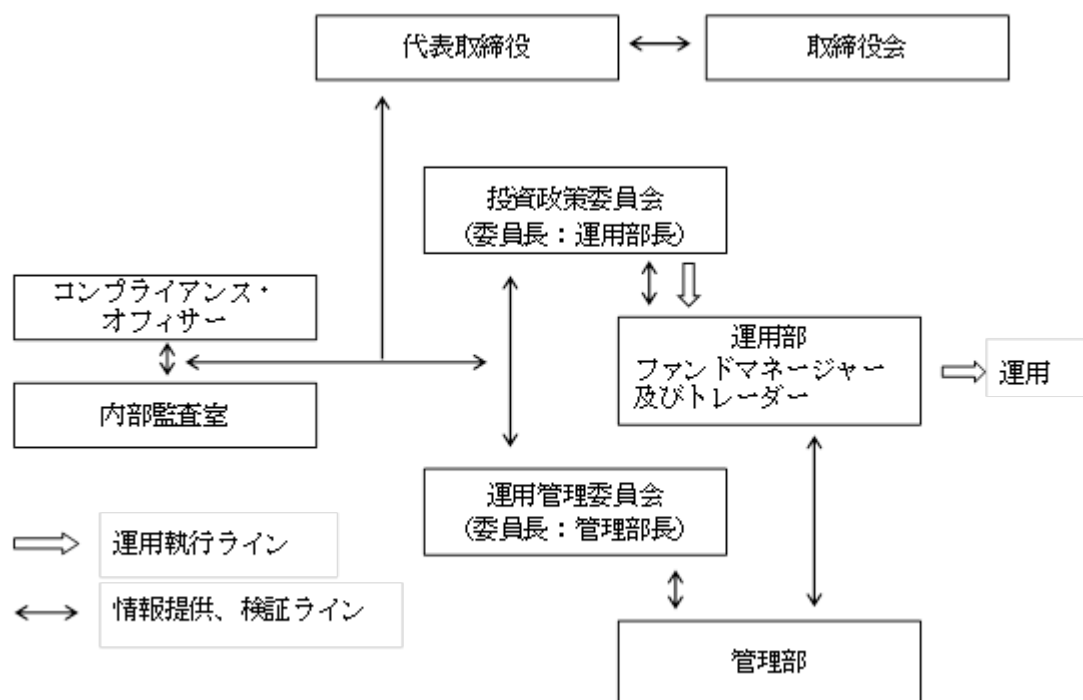 代表取締役
取締役会
投資政策委員会
(委員長：運用部長)
コンプライアンス・
オフィサー
運用部
ファンドマネージャー
及びトレーダー
運用
内部監査室
運用管理委員会
(委員長：管理部長)
運用執行ライン
情報提供、検証ライン
管理部